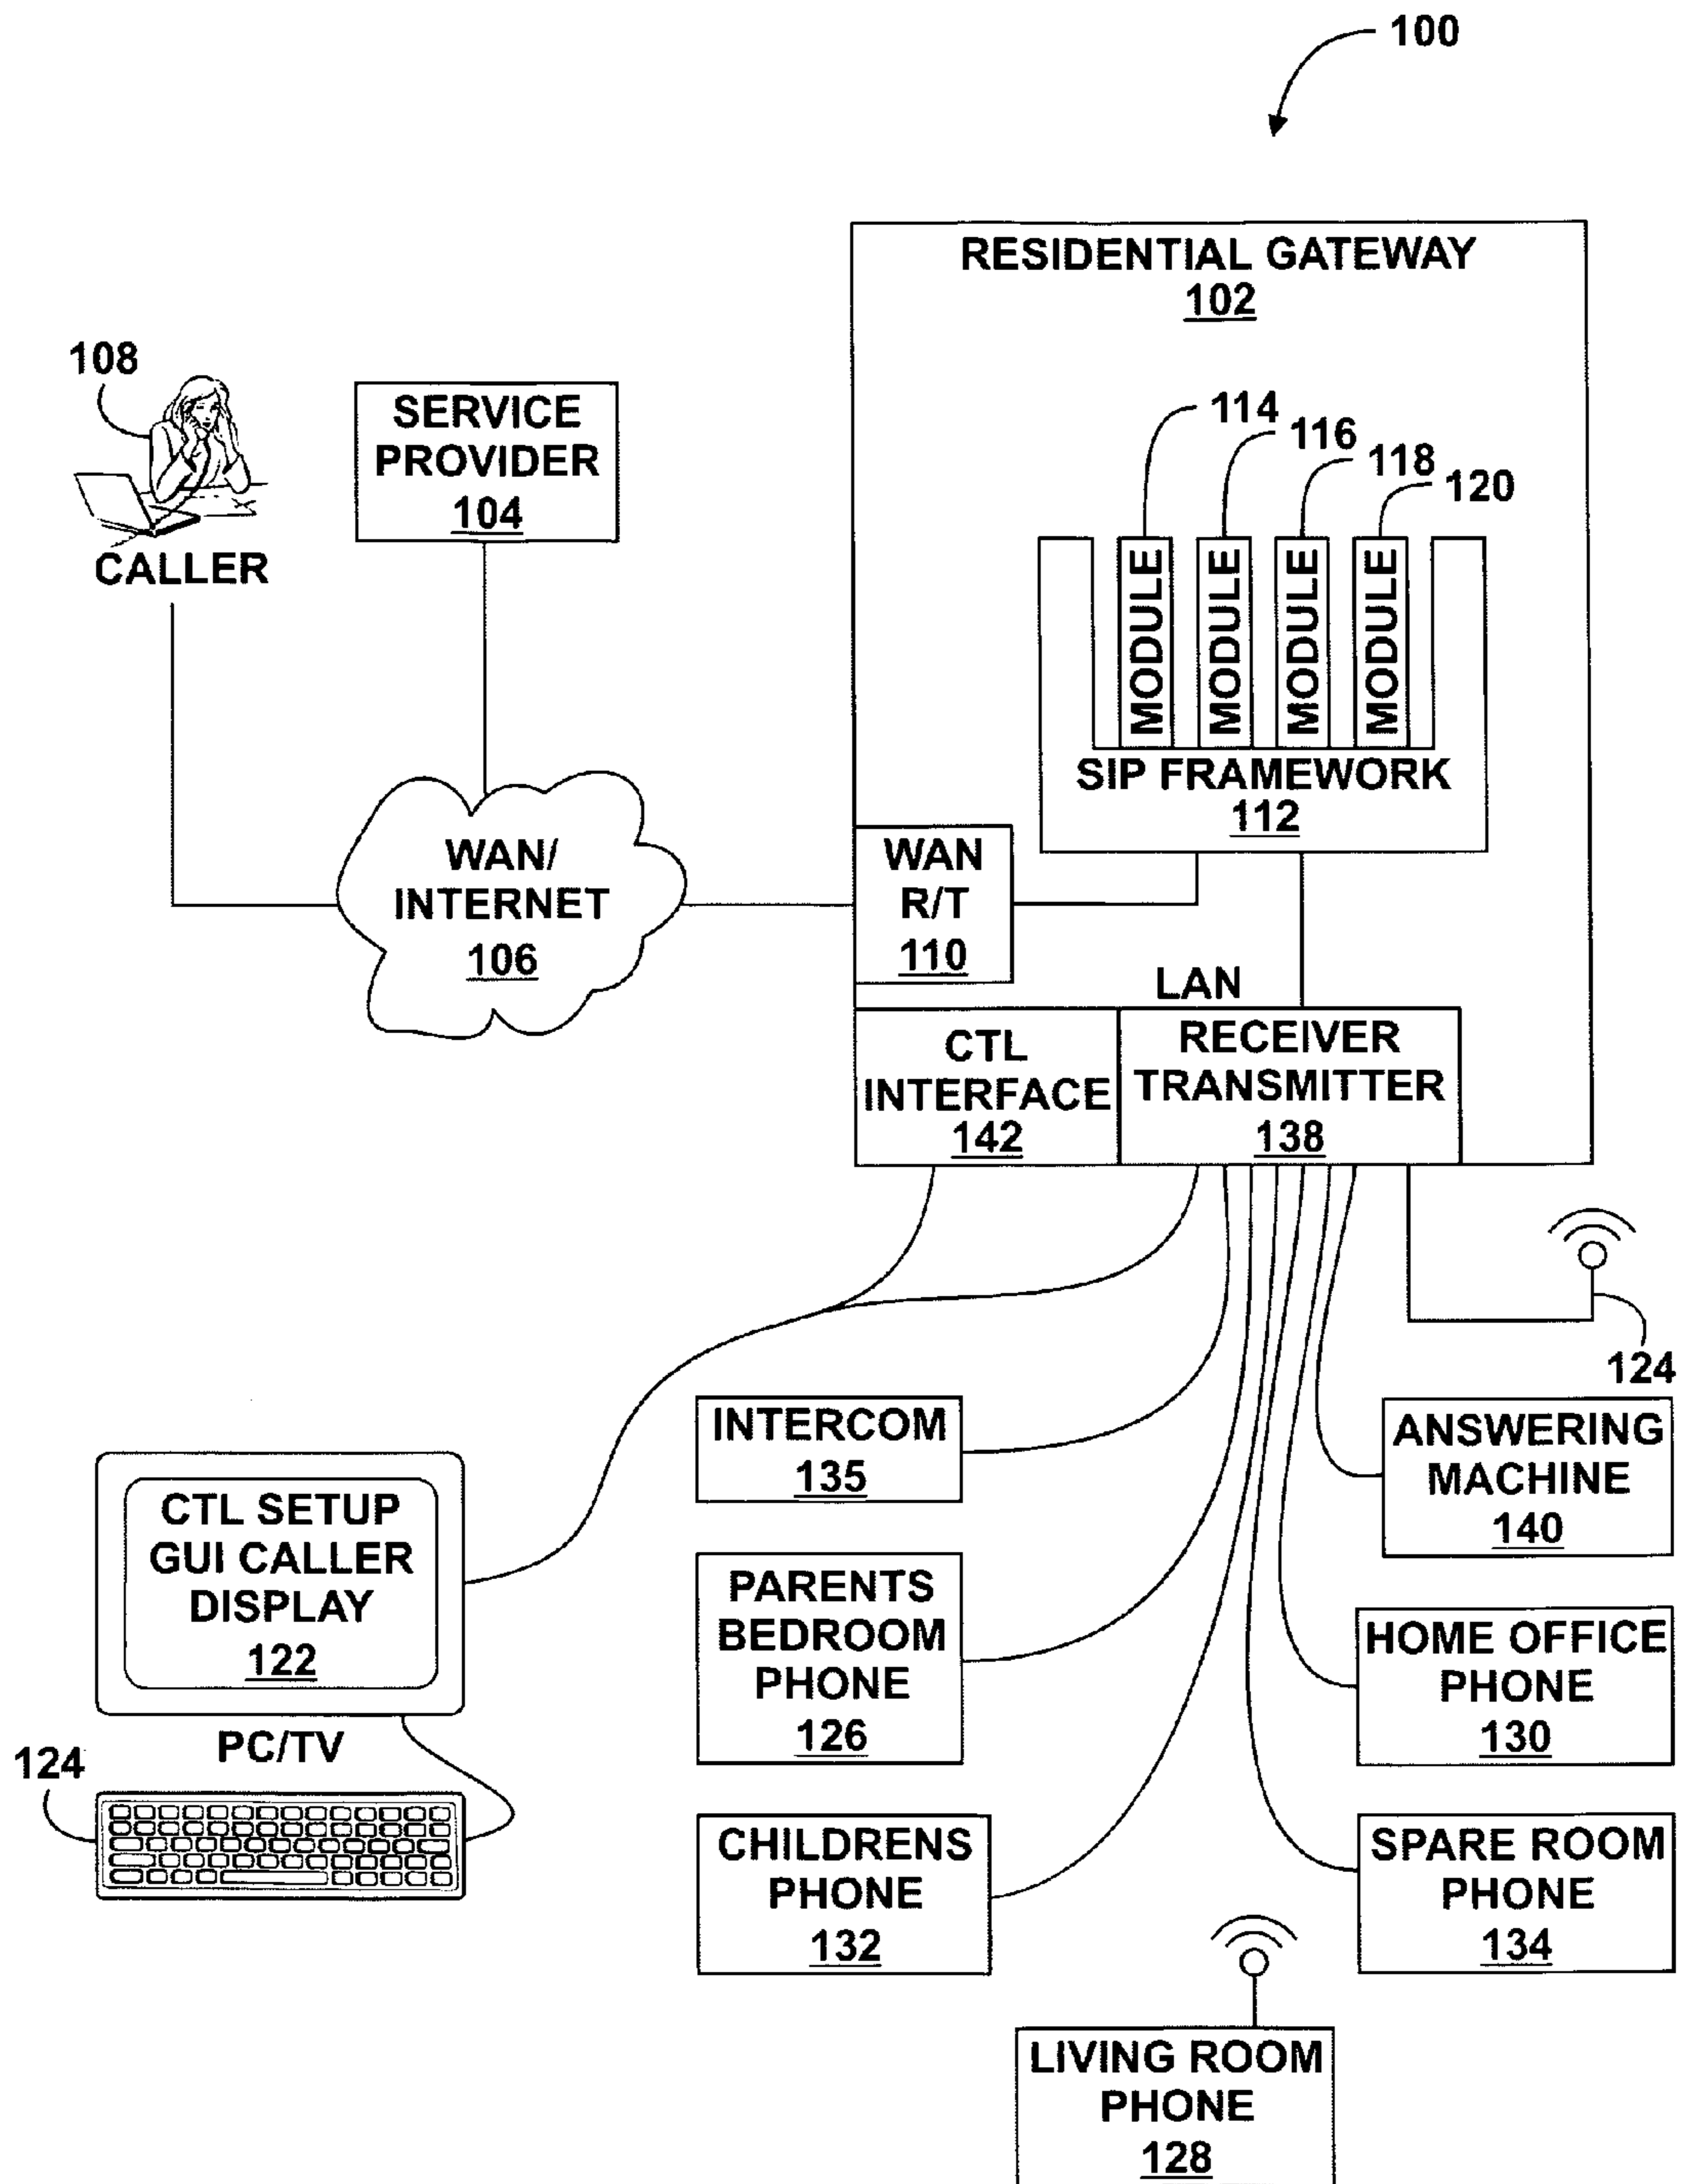 100
RESIDENTIAL GATEWAY
102
108
CALLER
SERVICE
PROVIDER
104
114
116
118
120
MODULE
MODULE
MODULE
MODULE
SIP FRAMEWORK
112
WAN/
INTERNET
106
WAN
R/T
110
LAN
CTL
INTERFACE
142
RECEIVER
TRANSMITTER
138
124
INTERCOM
135
ANSWERING
MACHINE
140
CTL SETUP
GUI CALLER
DISPLAY
122
PC/TV
124
PARENTS
BEDROOM
PHONE
126
HOME OFFICE
PHONE
130
CHILDRENS
PHONE
132
SPARE ROOM
PHONE
134
LIVING ROOM
PHONE
128